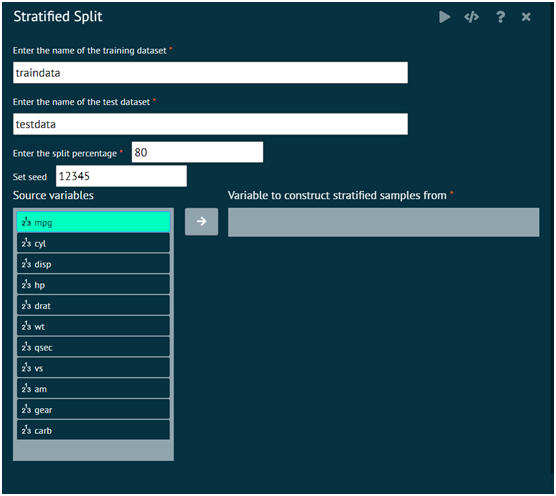 Stratified Split
Enter the name of the training dataset *
traindata
Enter the name of the test dataset *
testdata
Enter the split percentage * 80
Set seed 12345
Source variables
Variable to construct stratified samples from *
mpg
cyl
disp
hp
drat
wt
qsec
vs
am
gear
carb